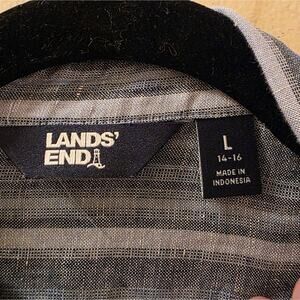 LANDS'
END
L
14-16
MADE IN
INDONESIA